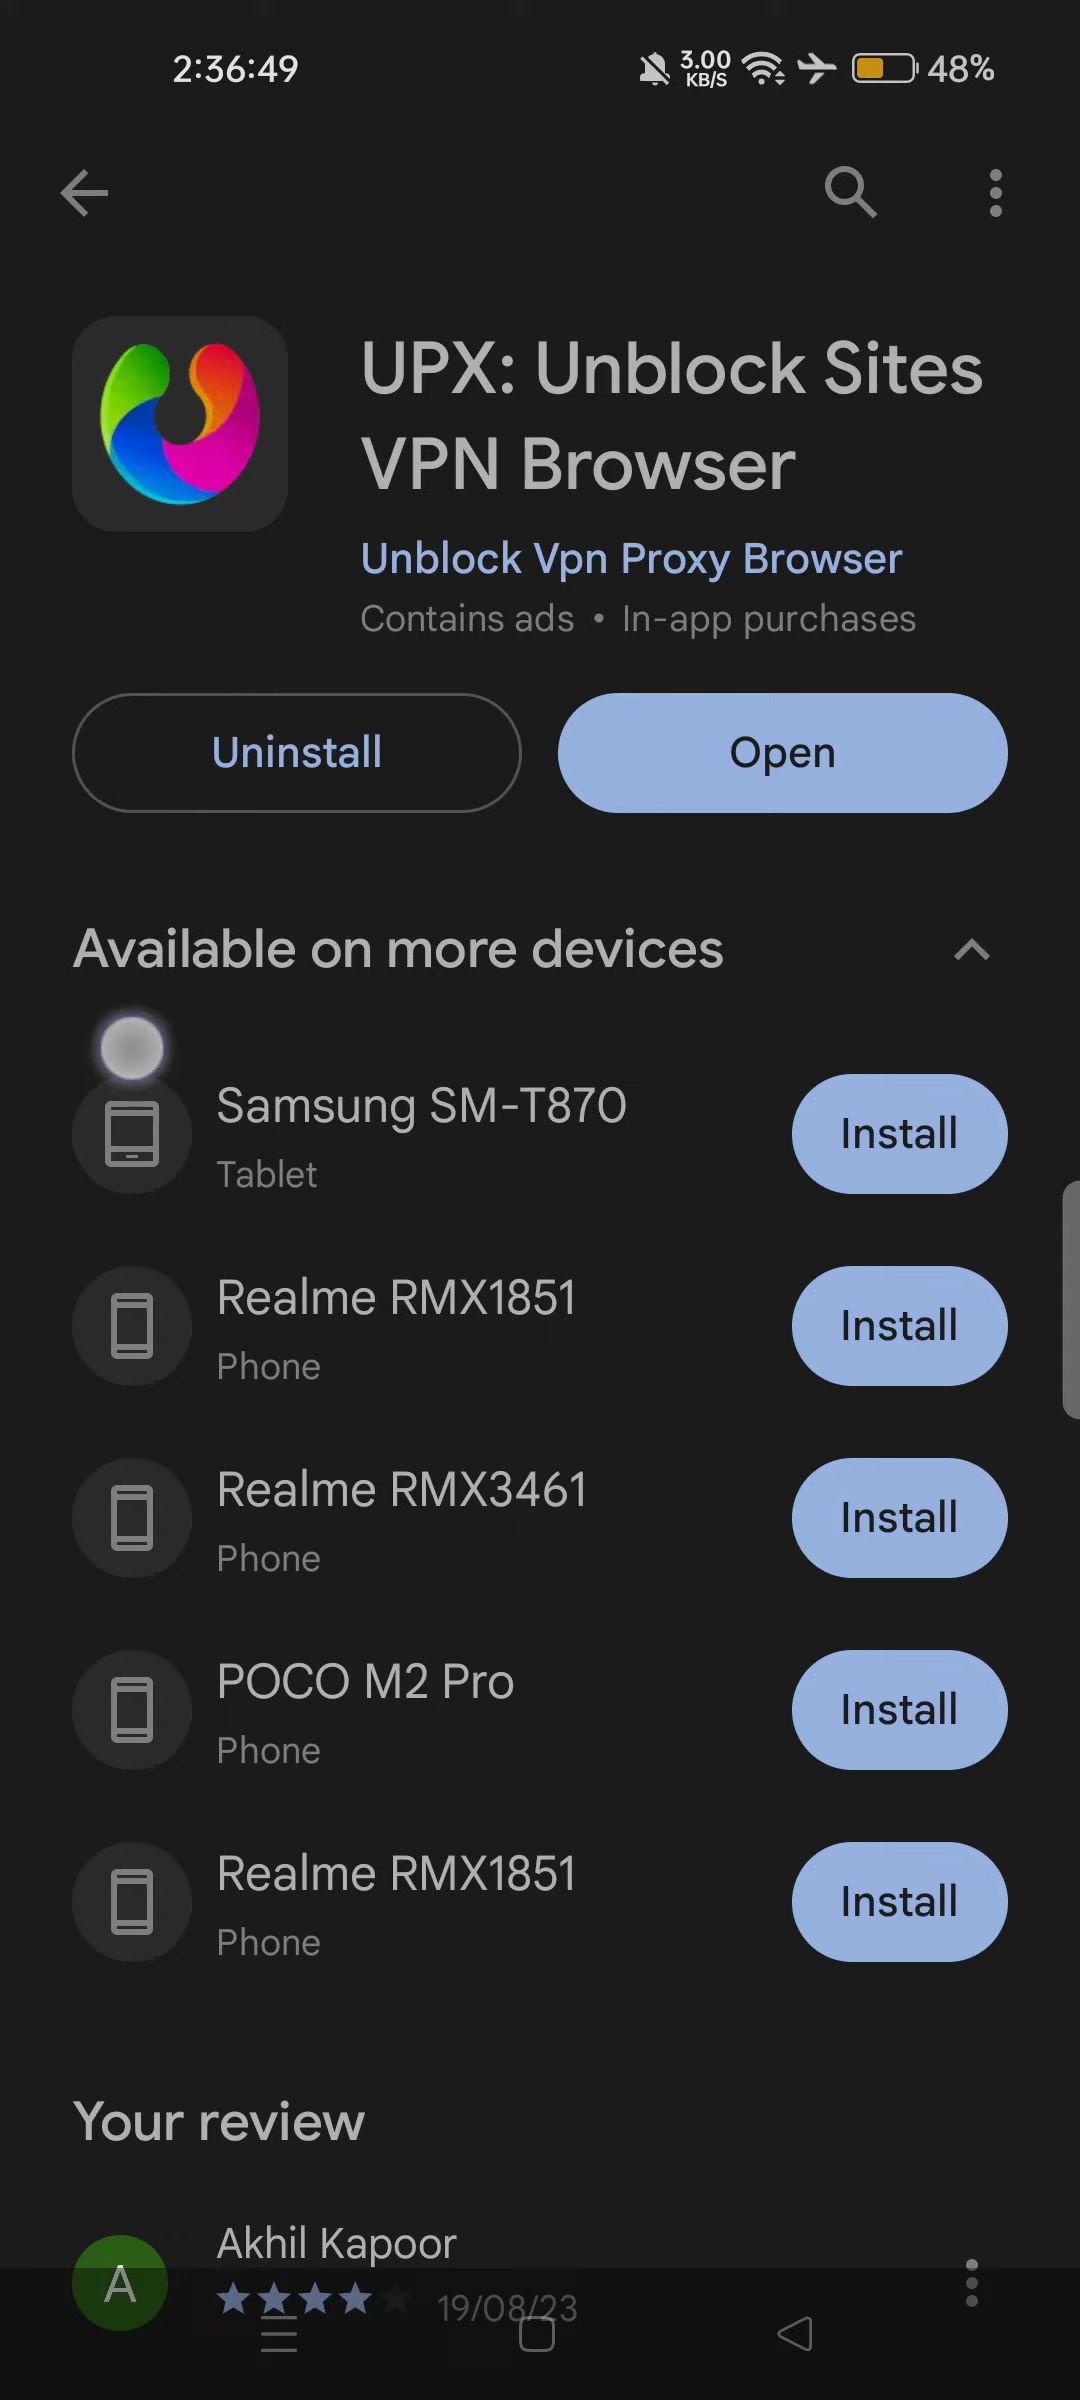 2:36:49
3.00
KB/S
48%
UPX: Unblock Sites
VPN Browser
Unblock Vpn Proxy Browser
Contains ads • In-app purchases
Uninstall
Open
Available on more devices
Samsung SM-T870
Tablet
Install
Realme RMX1851
Phone
Install
Realme RMX3461
Phone
Install
POCO M2 Pro
Phone
Install
Realme RMX1851
Phone
Install
Your review
A
Akhil Kapoor
19/08/23